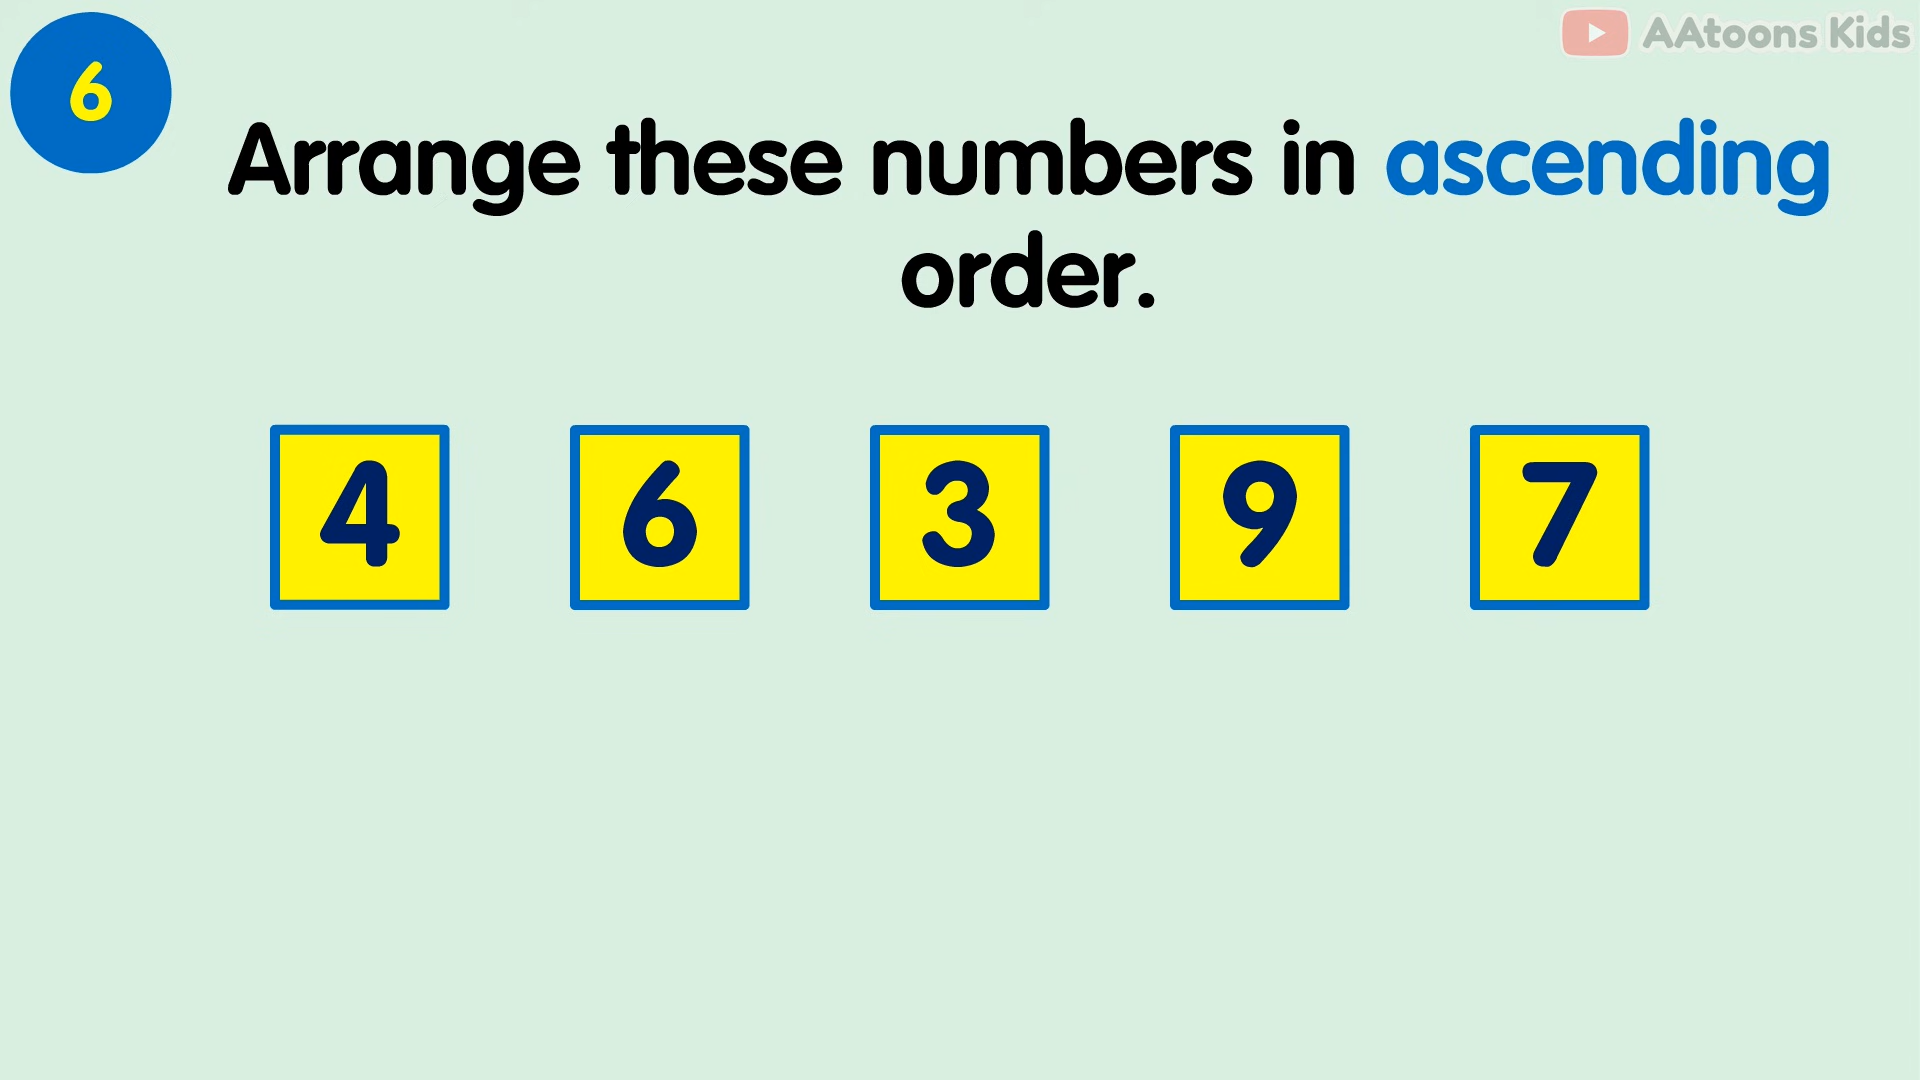 6
AAtoons Kids
Arrange these numbers in ascending
order.
4 6 3 9 7